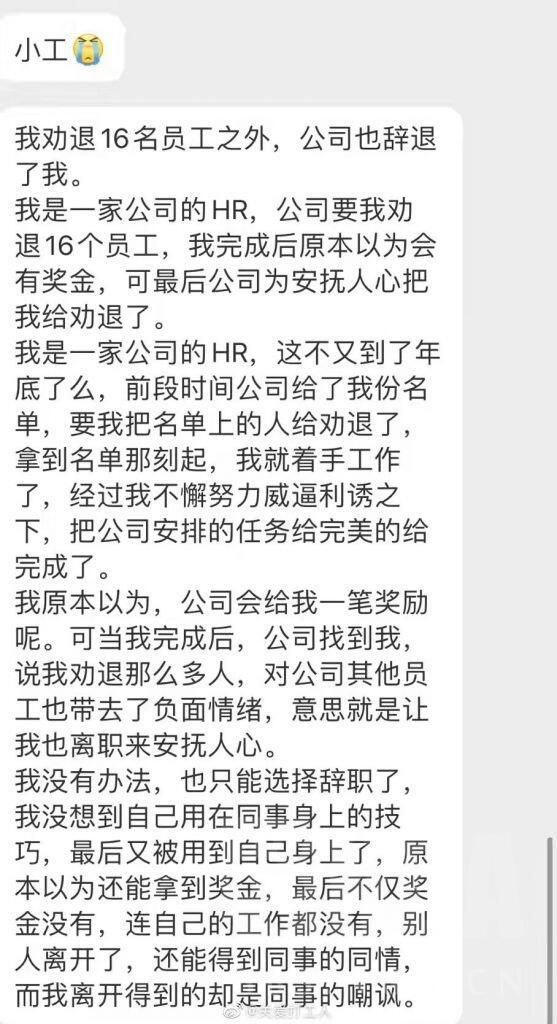 小工😭
我劝退16名员工之外，公司也辞退
了我。
我是一家公司的HR，公司要我劝
退16个员工，我完成后原本以为会
有奖金，可最后公司为安抚人心把
我给劝退了。
我是一家公司的HR，这不又到了年
底了么，前段时间公司给了我份名
单，要我把名单上的人给劝退了，
拿到名单那刻起，我就着手工作
了，经过我不懈努力威逼利诱之
下，把公司安排的任务给完美的给
完成了。
我原本以为，公司会给我一笔奖励
呢。可当我完成后，公司找到我，
说我劝退那么多人，对公司其他员
工也带去了负面情绪，意思就是让
我也离职来安抚人心。
我没有办法，也只能选择辞职了，
我没想到自己用在同事身上的技
巧，最后又被用到自己身上了，原
本以为还能拿到奖金，最后不仅奖
金没有，连自己的工作都没有，别
人离开了，还能得到同事的同情，
而我离开得到的却是同事的嘲讽。
CN